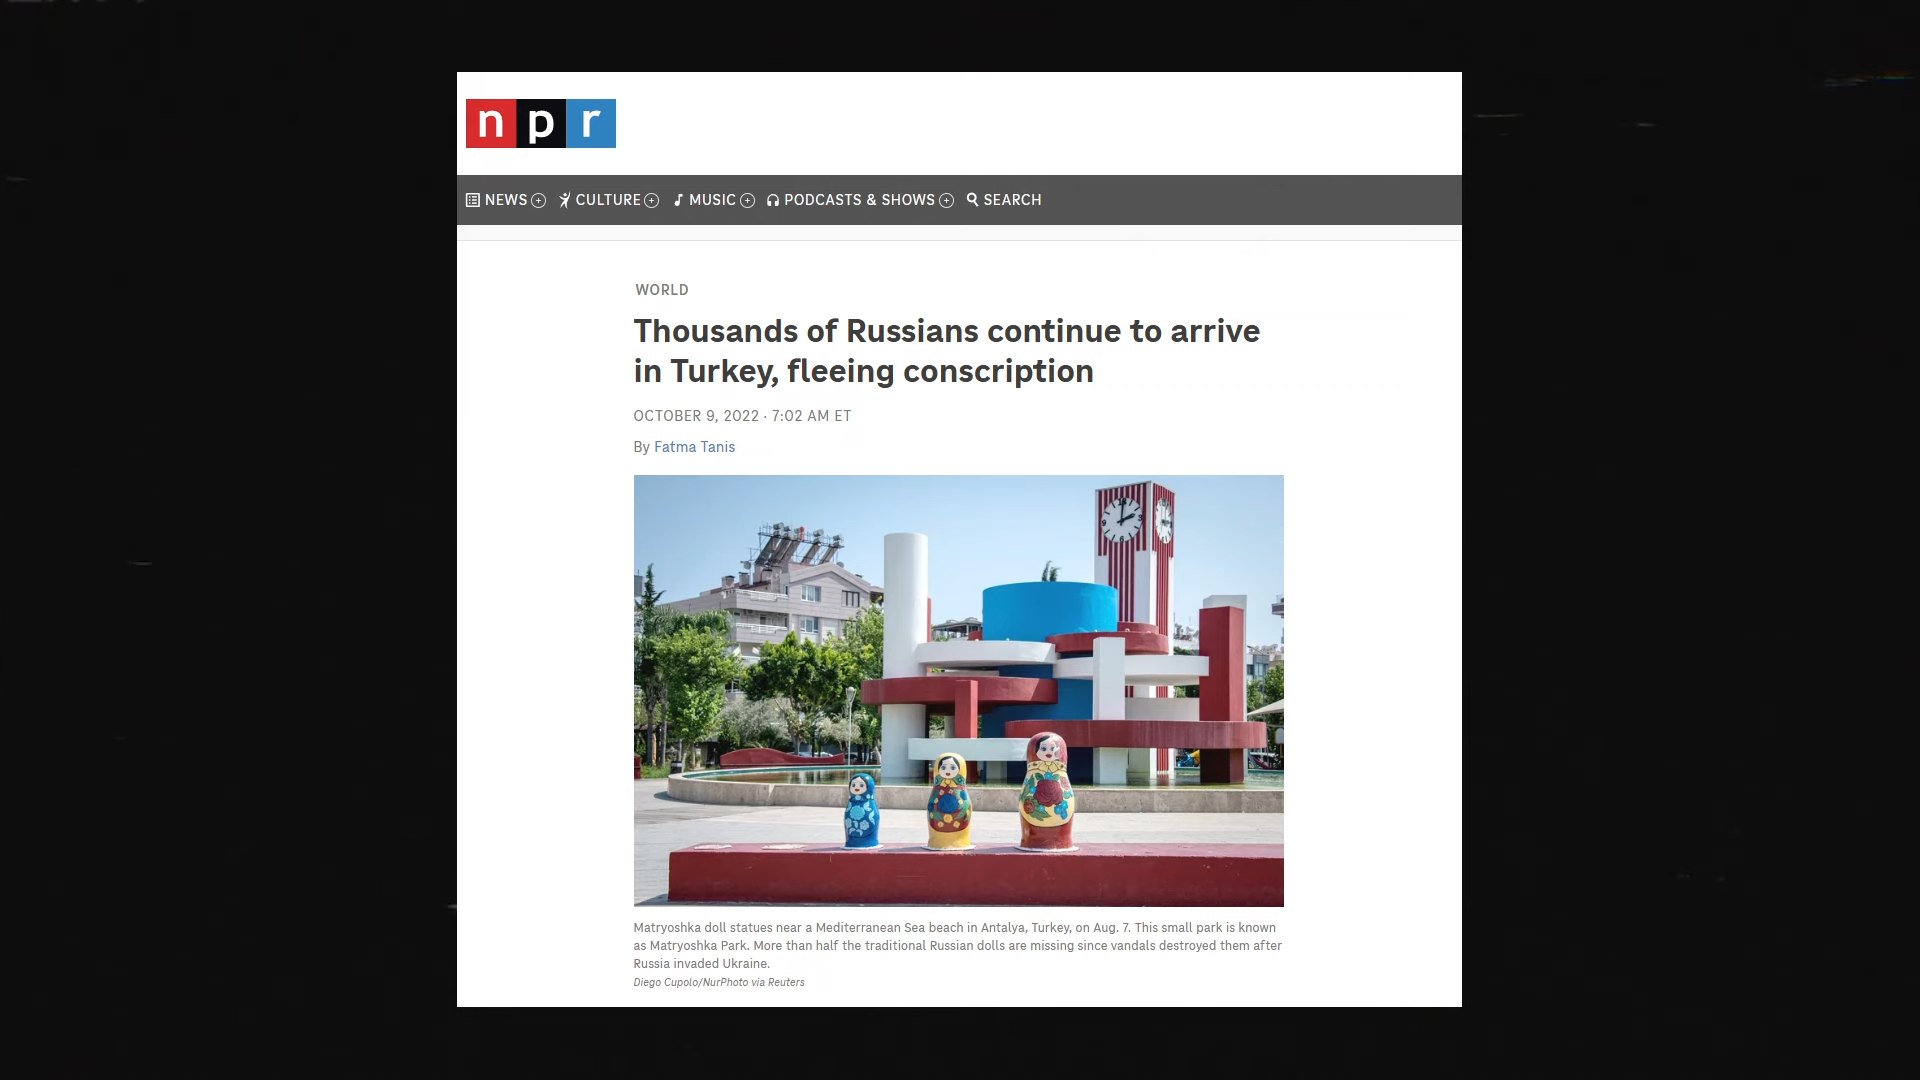 npr
NEWS CULTURE MUSIC PODCASTS & SHOWS SEARCH
WORLD
Thousands of Russians continue to arrive
in Turkey, fleeing conscription
OCTOBER 9, 2022 · 7:02 AM ET
By Fatma Tanis
Matryoshka doll statues near a Mediterranean Sea beach in Antalya, Turkey, on Aug. 7. This small park is known
as Matryoshka Park. More than half the traditional Russian dolls are missing since vandals destroyed them after
Russia invaded Ukraine.
Diego Cupolo/NurPhoto via Reuters